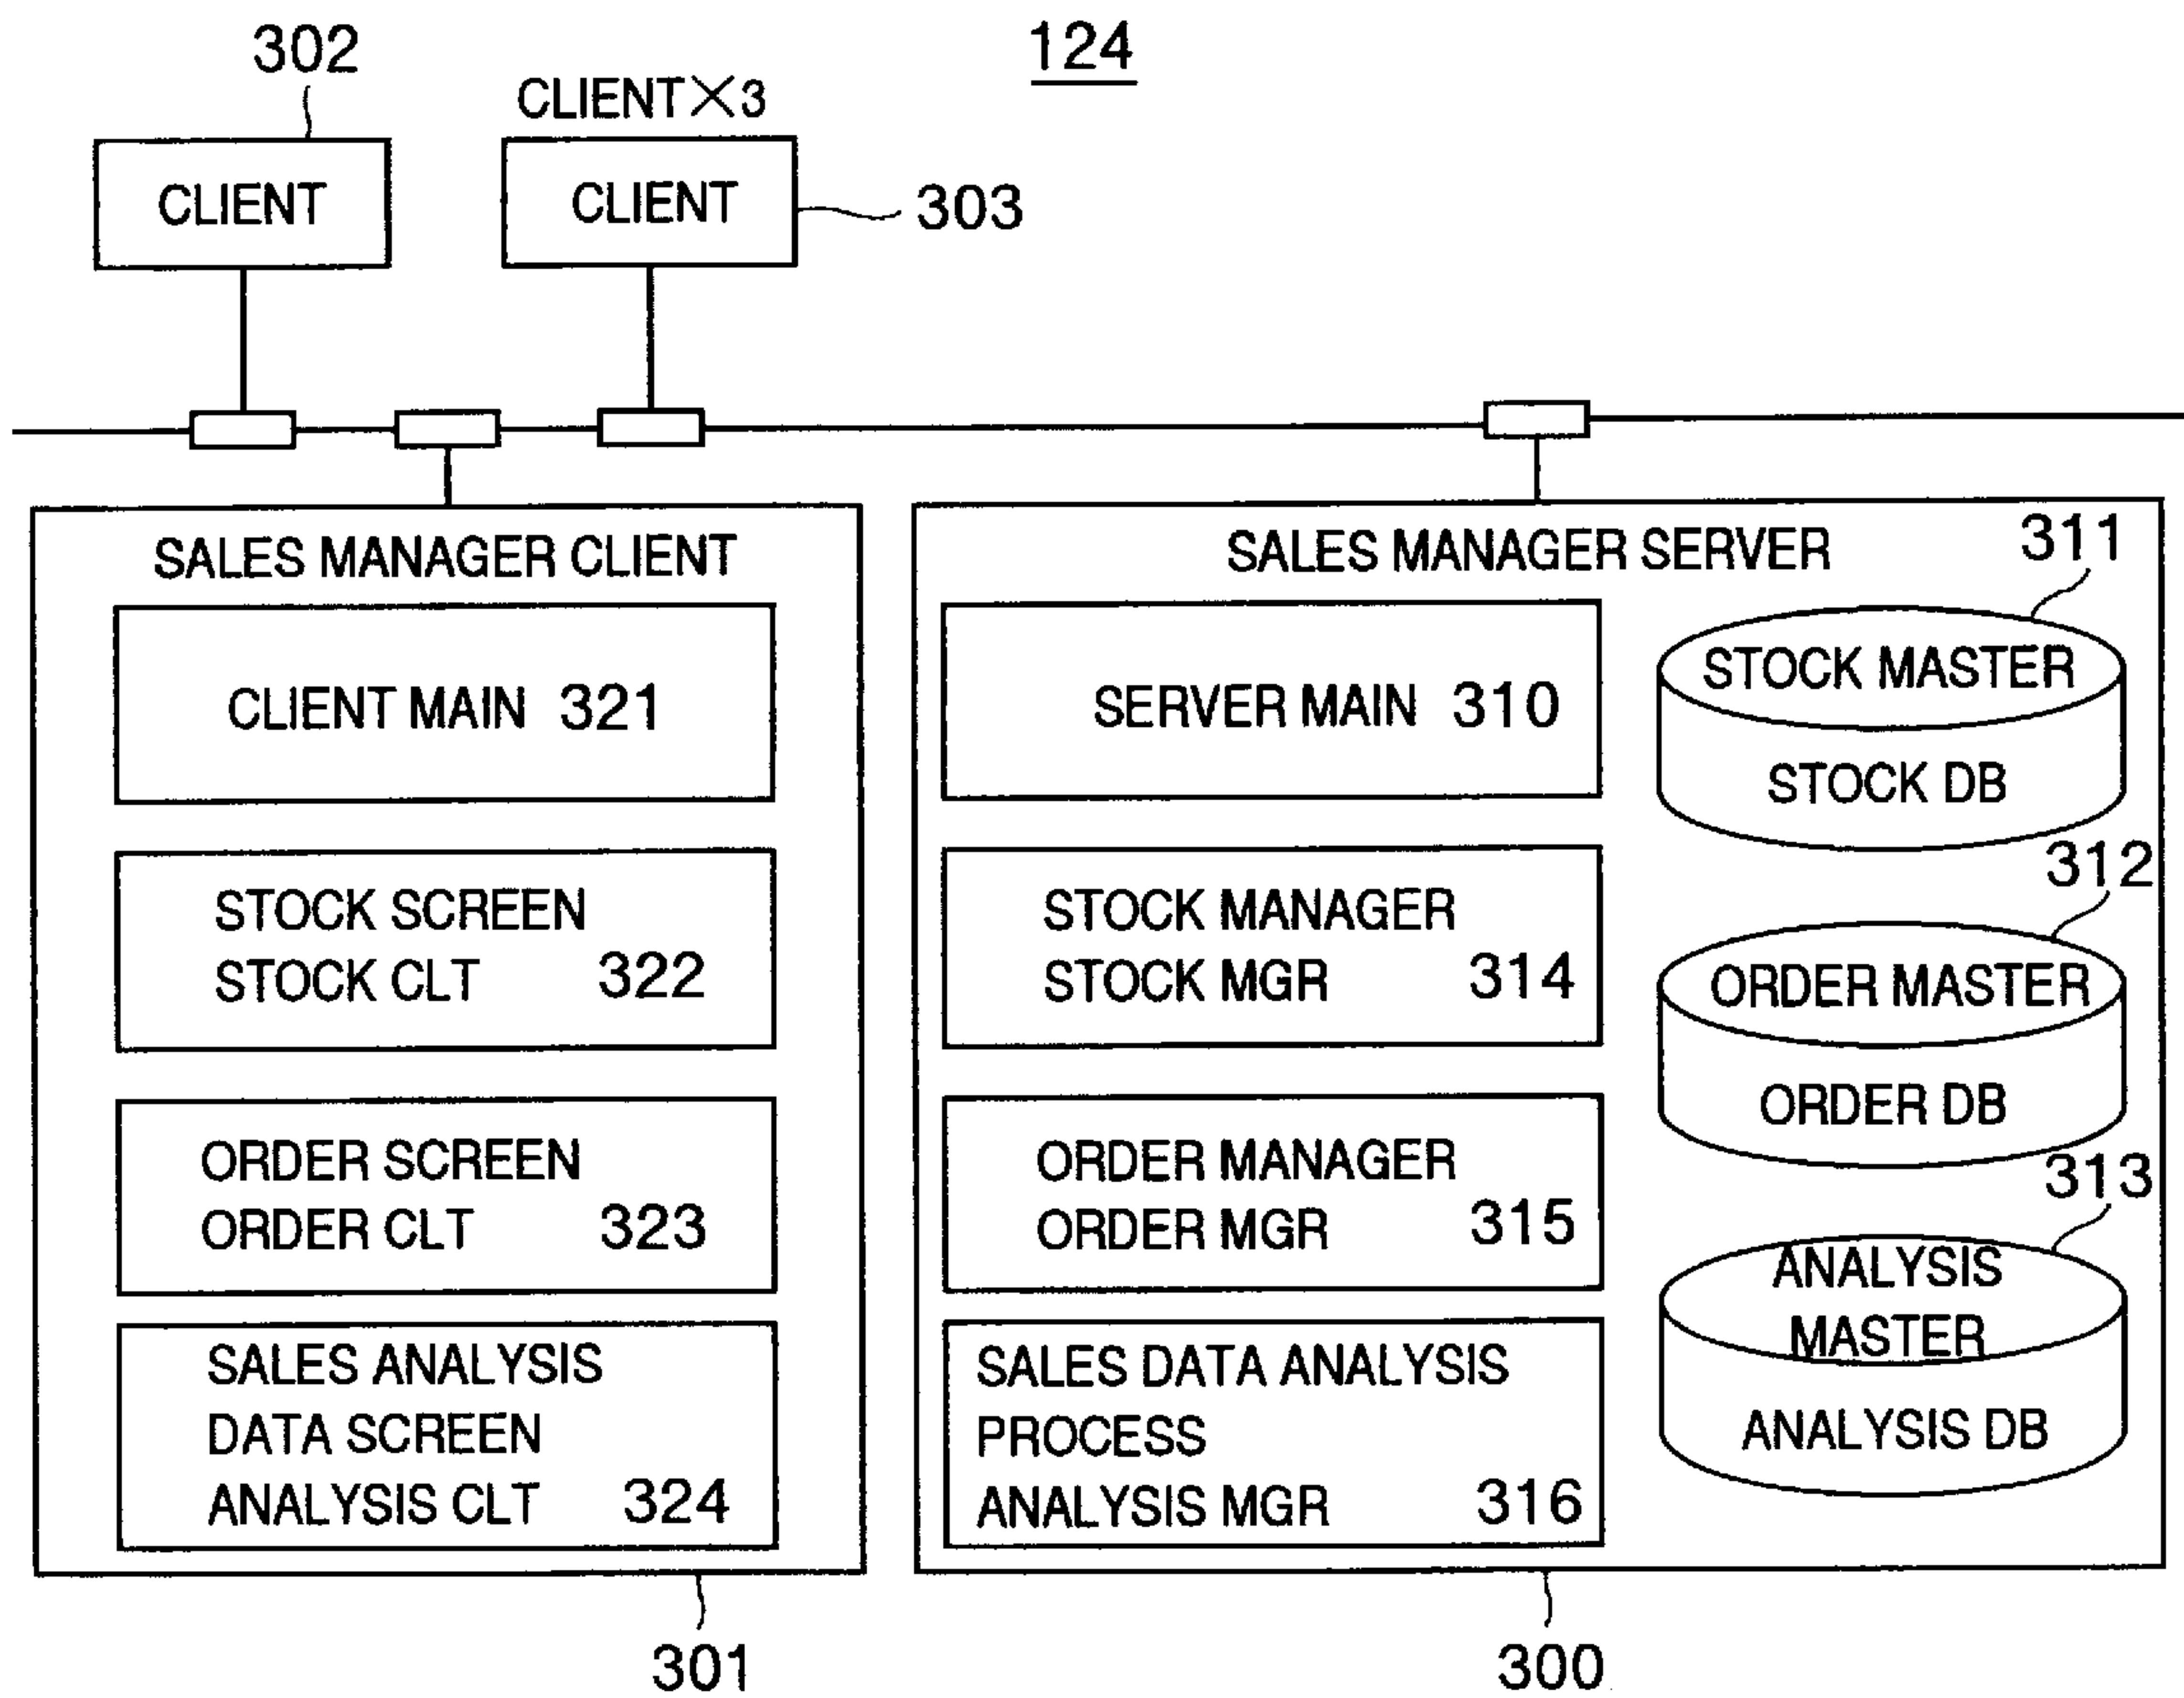 302
124
CLIENT×3
CLIENT
CLIENT
303
SALES MANAGER CLIENT
CLIENT MAIN 321
STOCK SCREEN
STOCK CLT 322
ORDER SCREEN
ORDER CLT 323
SALES ANALYSIS
DATA SCREEN
ANALYSIS CLT 324
301
SALES MANAGER SERVER
SERVER MAIN 310
STOCK MANAGER
STOCK MGR 314
ORDER MANAGER
ORDER MGR 315
SALES DATA ANALYSIS
PROCESS
ANALYSIS MGR 316
311
STOCK MASTER
STOCK DB
312
ORDER MASTER
ORDER DB
313
ANALYSIS
MASTER
ANALYSIS DB
300